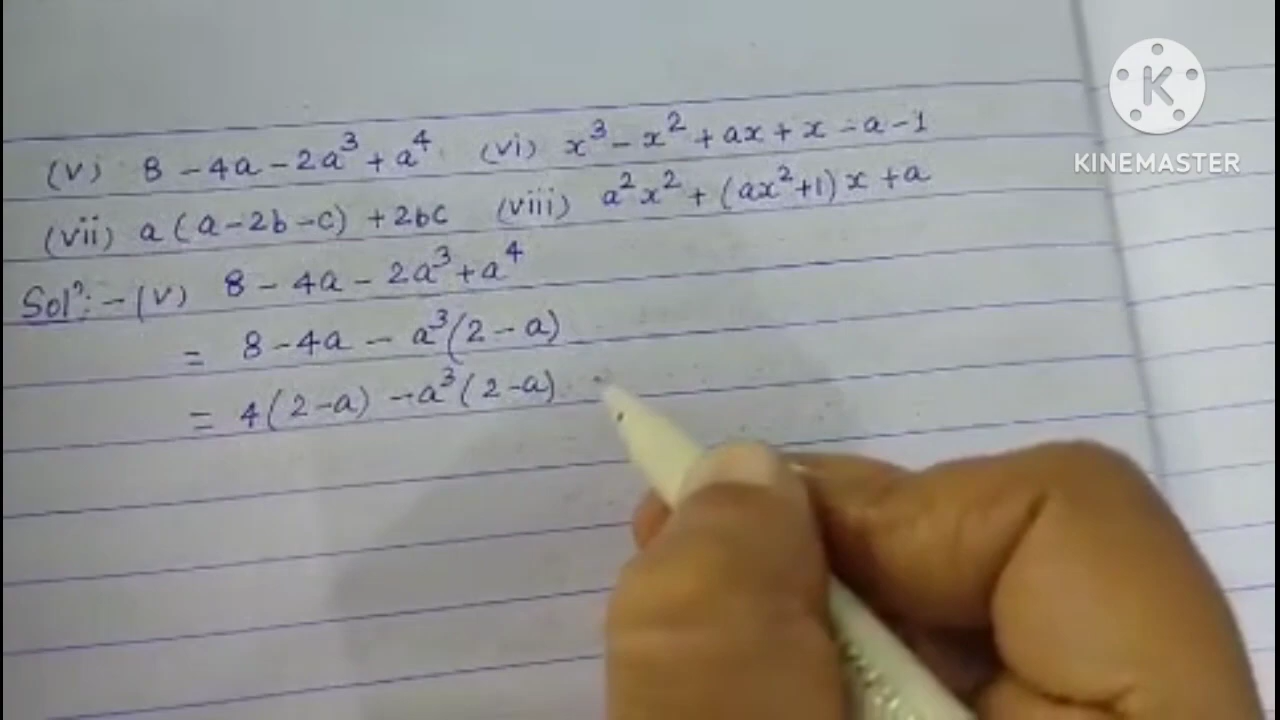 (v) 8 - 4a - 2a³ + a⁴ (vi) x³ - x² + ax + x - a - 1
(vii) a (a - 2b - c) + 2bc (viii) a²x² + (ax² + 1) x + a
Solⁿ: - (v) 8 - 4a - 2a³ + a⁴
= 8 - 4a - a³ (2 - a)
= 4 (2 - a) - a³ (2 - a)
K
KINEMASTER